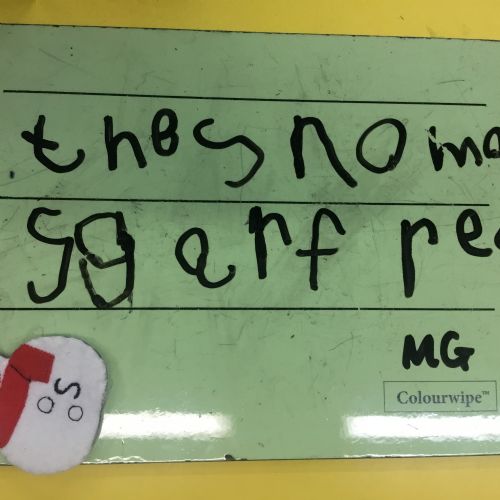 the snoma
sgarf re
MG
Colourwipe™